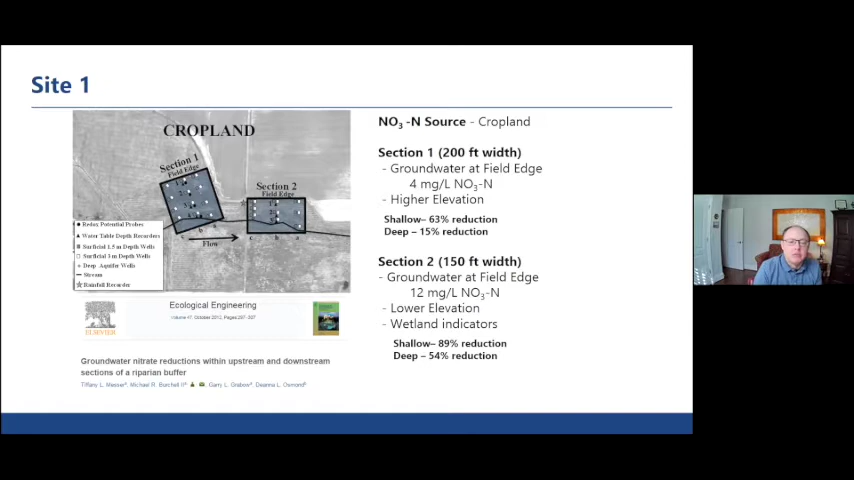 Site 1
CROPLAND
Section 1
Field Edge
Section 2
Field Edge
Flow
c b a
Redox Potential Probes
Water Table Depth Recorders
Surficial 1.5 m Depth Wells
Surficial 3 m Depth Wells
Deep Aquifer Wells
Stream
Rainfall Recorder
ELSEVIER
Ecological Engineering
Volume 47, October 2012, Pages 297-307
Groundwater nitrate reductions within upstream and downstream
sections of a riparian buffer
Tiffany L. Messer, Michael R. Burchell II, Garry L. Grabow, Deanna L. Osmond
NO₃ -N Source - Cropland
Section 1 (200 ft width)
- Groundwater at Field Edge
4 mg/L NO₃-N
- Higher Elevation
Shallow– 63% reduction
Deep - 15% reduction
Section 2 (150 ft width)
- Groundwater at Field Edge
12 mg/L NO₃-N
- Lower Elevation
- Wetland indicators
Shallow– 89% reduction
Deep – 54% reduction